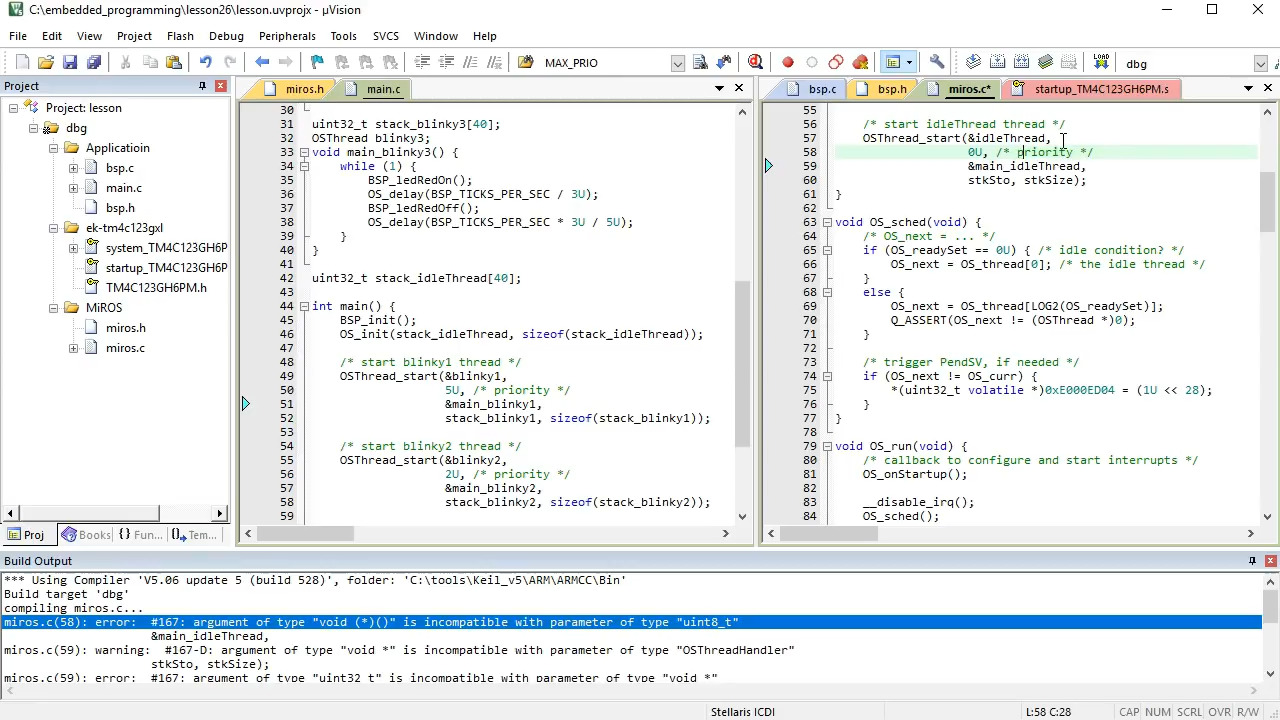 C:\embedded_programming\lesson26\lesson.uvprojx - µVision
File Edit View Project Flash Debug Peripherals Tools SVCS Window Help
MAX_PRIO
LOAD
dbg
Project
miros.h main.c
bsp.c bsp.h miros.c* startup_TM4C123GH6PM.s
Project: lesson
dbg
Applicatioin
bsp.c
main.c
bsp.h
ek-tm4c123gxl
system_TM4C123GH6P
startup_TM4C123GH6P
TM4C123GH6PM.h
MiROS
miros.h
miros.c
Proj Books {} Fun... Tem...
30
31 uint32_t stack_blinky3[40];
32 OSThread blinky3;
33 void main_blinky3() {
34 while (1) {
35 BSP_ledRedOn();
36 OS_delay(BSP_TICKS_PER_SEC / 3U);
37 BSP_ledRedOff();
38 OS_delay(BSP_TICKS_PER_SEC * 3U / 5U);
39 }
40 }
41
42 uint32_t stack_idleThread[40];
43
44 int main() {
45 BSP_init();
46 OS_init(stack_idleThread, sizeof(stack_idleThread));
47
48 /* start blinky1 thread */
49 OSThread_start(&blinky1,
50 5U, /* priority */
51 &main_blinky1,
52 stack_blinky1, sizeof(stack_blinky1));
53
54 /* start blinky2 thread */
55 OSThread_start(&blinky2,
56 2U, /* priority */
57 &main_blinky2,
58 stack_blinky2, sizeof(stack_blinky2));
59
55
56 /* start idleThread thread */
57 OSThread_start(&idleThread,
58 0U, /* priority */
59 &main_idleThread,
60 stkSto, stkSize);
61 }
62
63 void OS_sched(void) {
64 /* OS_next = ... */
65 if (OS_readySet == 0U) { /* idle condition? */
66 OS_next = OS_thread[0]; /* the idle thread */
67 }
68 else {
69 OS_next = OS_thread[LOG2(OS_readySet)];
70 Q_ASSERT(OS_next != (OSThread *)0);
71 }
72
73 /* trigger PendSV, if needed */
74 if (OS_next != OS_curr) {
75 *(uint32_t volatile *)0xE000ED04 = (1U << 28);
76 }
77 }
78
79 void OS_run(void) {
80 /* callback to configure and start interrupts */
81 OS_onStartup();
82
83 __disable_irq();
84 OS_sched();
Build Output
*** Using Compiler 'V5.06 update 5 (build 528)', folder: 'C:\tools\Keil_v5\ARM\ARMCC\Bin'
Build target 'dbg'
compiling miros.c...
miros.c(58): error: #167: argument of type "void (*)()" is incompatible with parameter of type "uint8_t"
&main_idleThread,
miros.c(59): warning: #167-D: argument of type "void *" is incompatible with parameter of type "OSThreadHandler"
stkSto, stkSize);
miros.c(59): error: #167: argument of type "uint32_t" is incompatible with parameter of type "void *"
Stellaris ICDI
L:58 C:28
CAP NUM SCRL OVR R/W